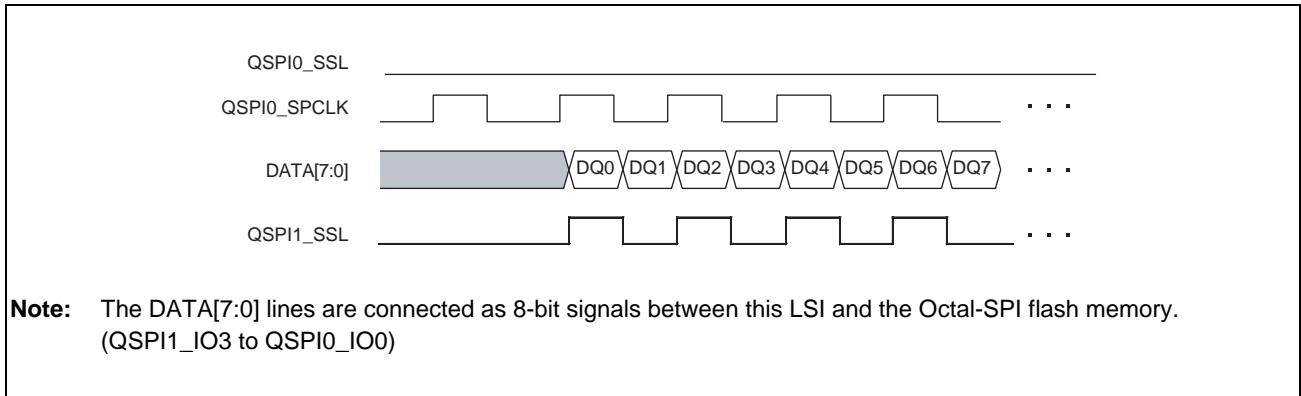 QSPI0_SSL
QSPI0_SPCLK
. . .
DATA[7:0] DQ0 DQ1 DQ2 DQ3 DQ4 DQ5 DQ6 DQ7 . . .
QSPI1_SSL . . .
Note: The DATA[7:0] lines are connected as 8-bit signals between this LSI and the Octal-SPI flash memory.
(QSPI1_IO3 to QSPI0_IO0)